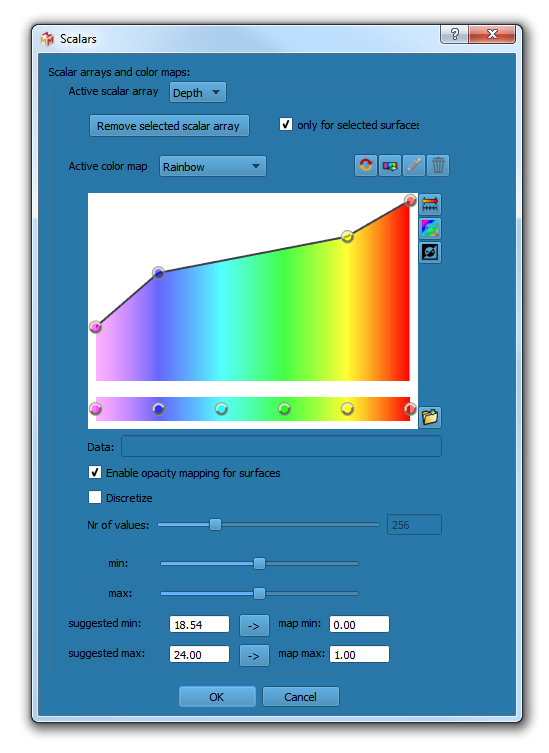 Scalars
?
Scalar arrays and color maps:
Active scalar array Depth
Remove selected scalar array only for selected surfaces
Active color map Rainbow
Data:
Enable opacity mapping for surfaces
Discretize
Nr of values: 256
min:
max:
suggested min: 18.54 -> map min: 0.00
suggested max: 24.00 -> map max: 1.00
OK Cancel